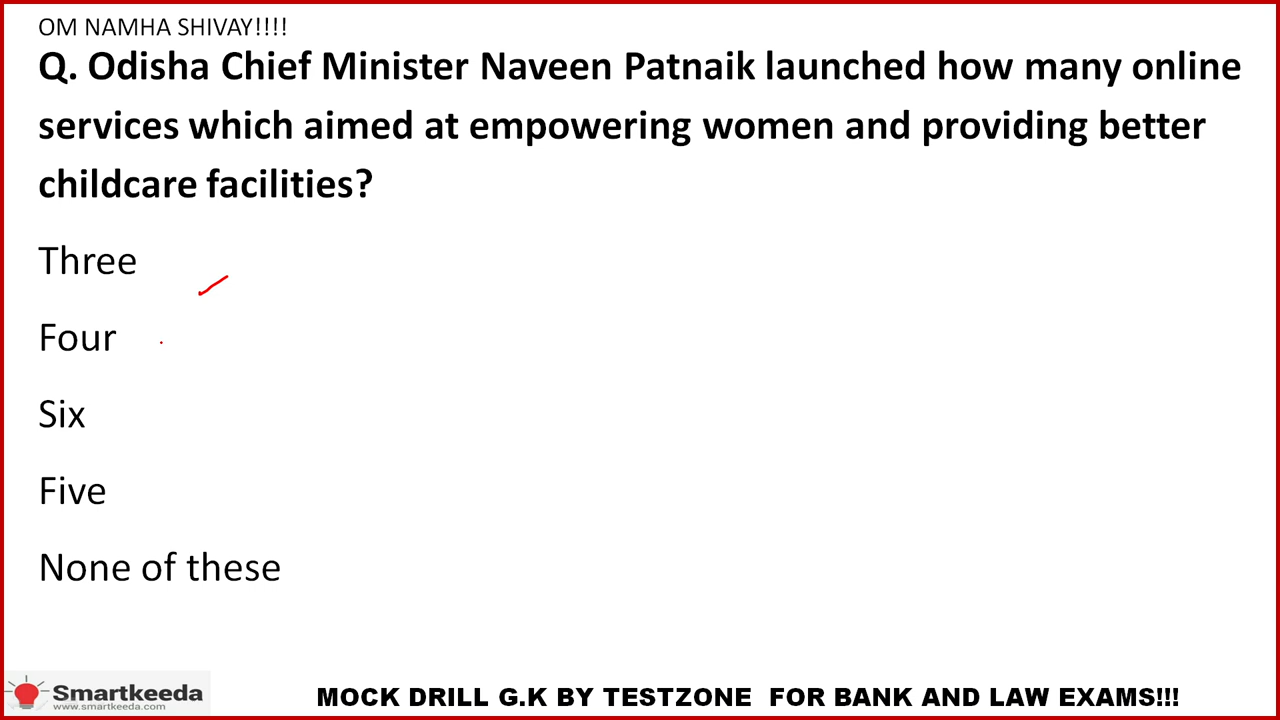 OM NAMHA SHIVAY!!!!
Q. Odisha Chief Minister Naveen Patnaik launched how many online
services which aimed at empowering women and providing better
childcare facilities?
Three
Four
Six
Five
None of these
Smartkeeda
www.smartkeeda.com
MOCK DRILL G.K BY TESTZONE FOR BANK AND LAW EXAMS!!!